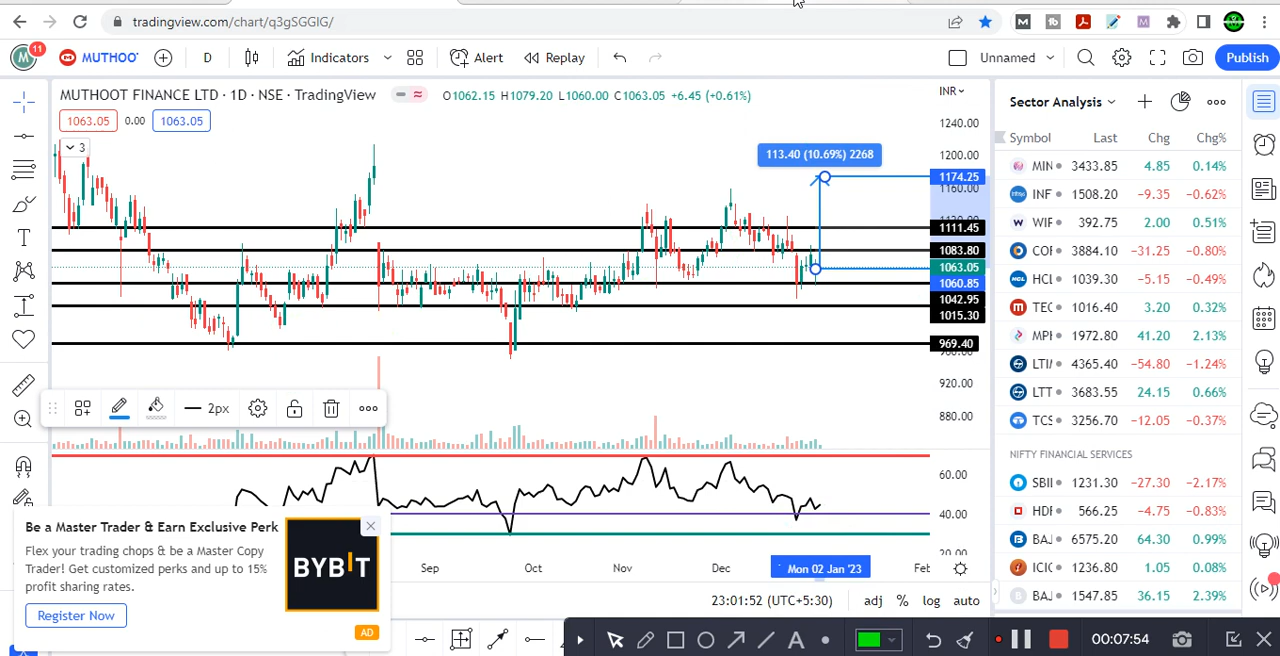 tradingview.com/chart/q3gSGGIG/
M
11
MUTHOO
D
Indicators
Alert
Replay
Unnamed
Publish
MUTHOOT FINANCE LTD · 1D · NSE · TradingView
O1062.15 H1079.20 L1060.00 C1063.05 +6.45 (+0.61%)
INR
1063.05
0.00
1063.05
3
113.40 (10.69%) 2268
1240.00
1200.00
1174.25
1160.00
1111.45
1083.80
1063.05
1060.85
1042.95
1015.30
969.40
920.00
880.00
60.00
40.00
20.00
2px
Sep
Oct
Nov
Dec
Mon 02 Jan '23
Feb
23:01:52 (UTC+5:30)
adj
%
log
auto
Be a Master Trader & Earn Exclusive Perk
Flex your trading chops & be a Master Copy
Trader! Get customized perks and up to 15%
profit sharing rates.
Register Now
BYBIT
AD
Sector Analysis
Symbol Last Chg Chg%
MIN 3433.85 4.85 0.14%
INF 1508.20 −9.35 −0.62%
WIF 392.75 2.00 0.51%
COF 3884.10 −31.25 −0.80%
HCL 1039.30 −5.15 −0.49%
TEC 1016.40 3.20 0.32%
MPH 1972.80 41.20 2.13%
LTI 4365.40 −54.80 −1.24%
LTT 3683.55 24.15 0.66%
TCS 3256.70 −12.05 −0.37%
NIFTY FINANCIAL SERVICES
SBII 1231.30 −27.30 −2.17%
HDF 566.25 −4.75 −0.83%
BAJ 6575.20 64.30 0.99%
ICIC 1236.80 1.05 0.08%
BAJ 1547.85 36.15 2.39%
A
00:07:54